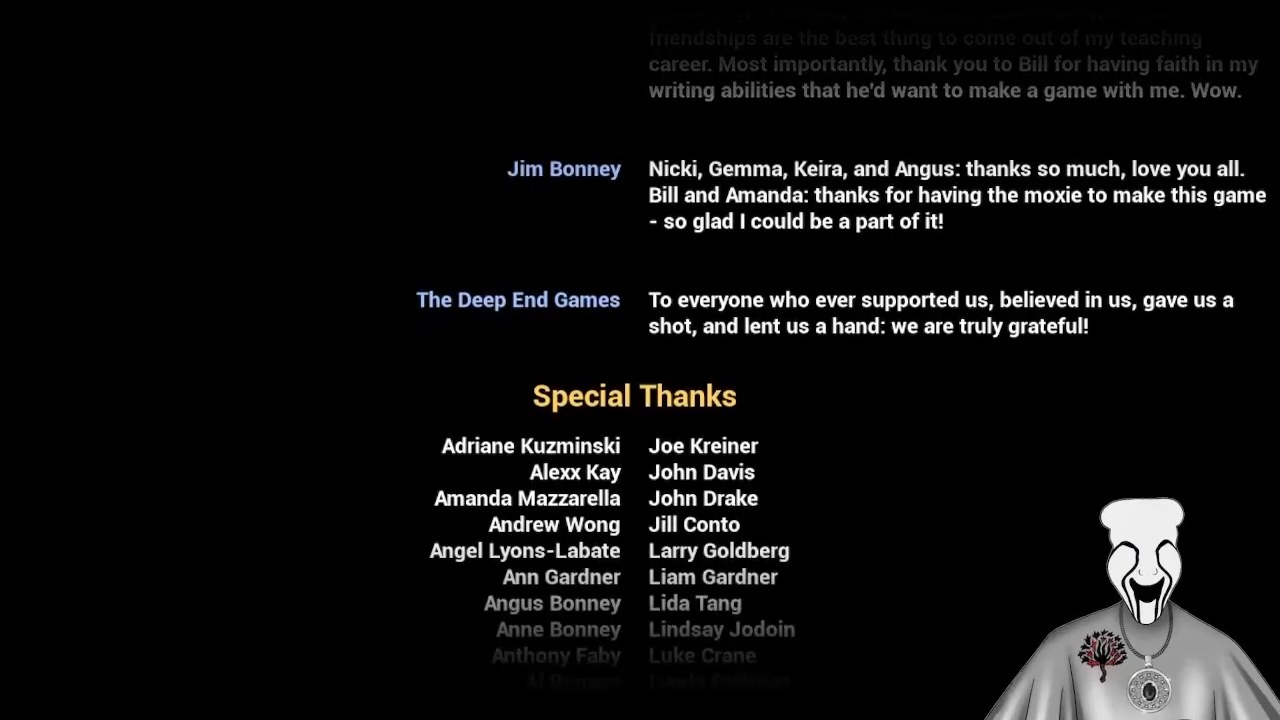 friendships are the best thing to come out of my teaching
career. Most importantly, thank you to Bill for having faith in my
writing abilities that he'd want to make a game with me. Wow.
Jim Bonney Nicki, Gemma, Keira, and Angus: thanks so much, love you all.
Bill and Amanda: thanks for having the moxie to make this game
- so glad I could be a part of it!
The Deep End Games To everyone who ever supported us, believed in us, gave us a
shot, and lent us a hand: we are truly grateful!
Special Thanks
Adriane Kuzminski Joe Kreiner
Alexx Kay John Davis
Amanda Mazzarella John Drake
Andrew Wong Jill Conto
Angel Lyons-Labate Larry Goldberg
Ann Gardner Liam Gardner
Angus Bonney Lida Tang
Anne Bonney Lindsay Jodoin
Anthony Faby Luke Crane